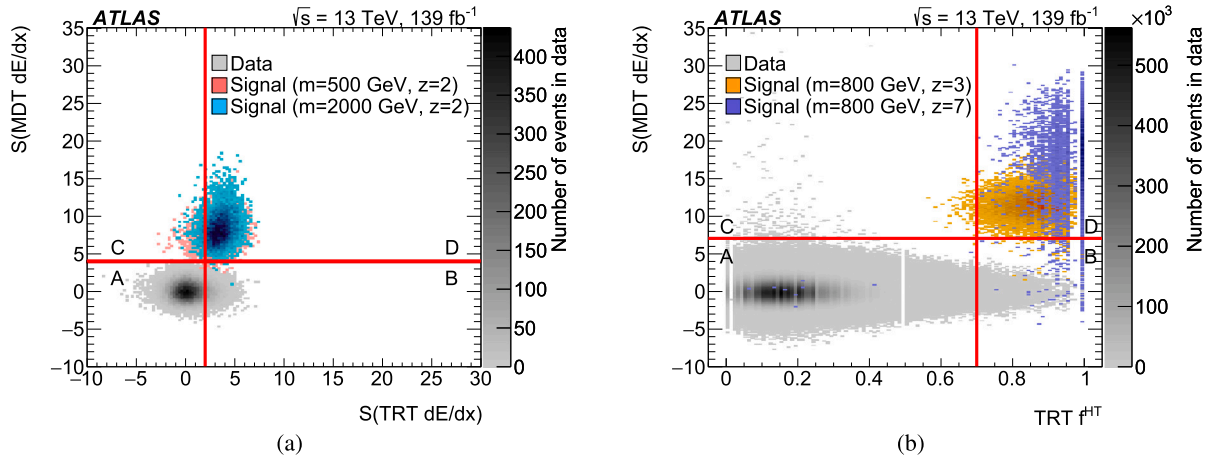 ATLAS
√s = 13 TeV, 139 fb⁻¹
S(MDT dE/dx)
35
30
25
20
15
10
5
0
−5
−10
Data
Signal (m=500 GeV, z=2)
Signal (m=2000 GeV, z=2)
C
D
A
B
−10
−5
0
5
10
15
20
25
30
S(TRT dE/dx)
400
350
300
250
200
150
100
50
0
Number of events in data
(a)
ATLAS
√s = 13 TeV, 139 fb⁻¹
×10³
S(MDT dE/dx)
35
30
25
20
15
10
5
0
−5
−10
Data
Signal (m=800 GeV, z=3)
Signal (m=800 GeV, z=7)
C
D
A
B
0
0.2
0.4
0.6
0.8
1
TRT f^HT
500
400
300
200
100
0
Number of events in data
(b)